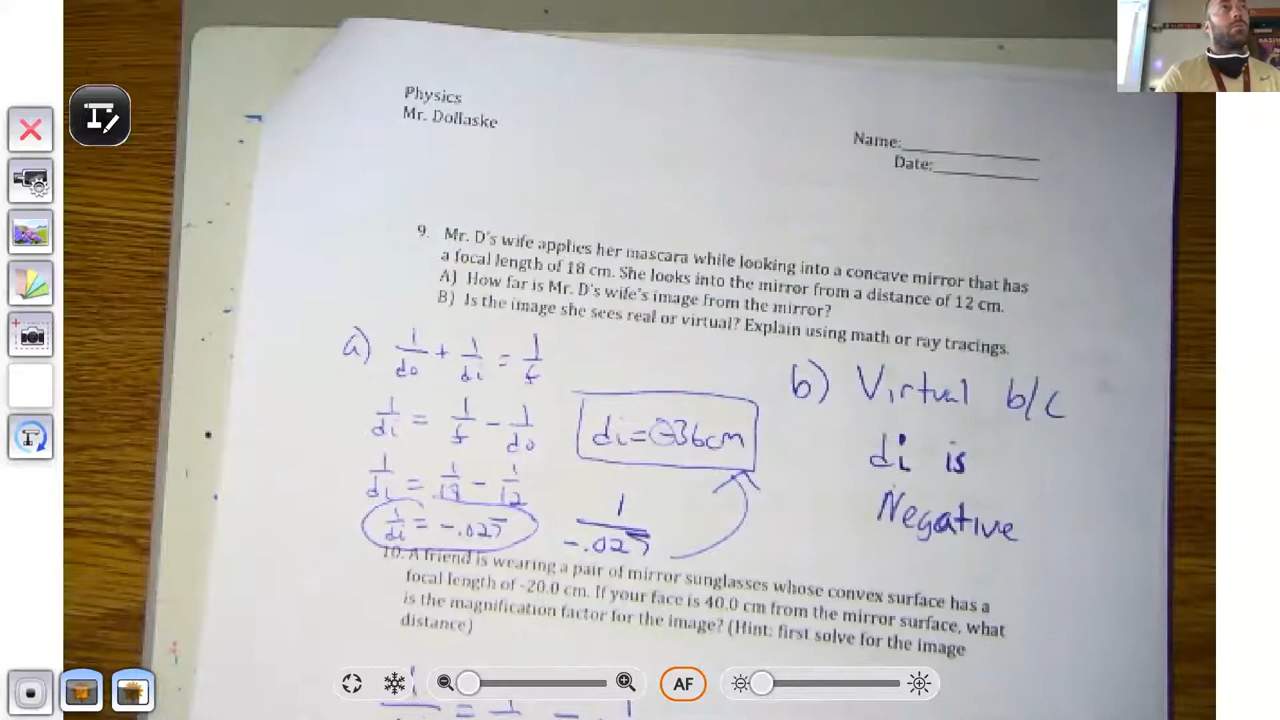 Physics
Mr. Dollaske
Name:
Date:
9. Mr. D's wife applies her mascara while looking into a concave mirror that has
a focal length of 18 cm. She looks into the mirror from a distance of 12 cm.
A) How far is Mr. D's wife's image from the mirror?
B) Is the image she sees real or virtual? Explain using math or ray tracings.
a) 1/do + 1/di = 1/f
1/di = 1/f - 1/do
1/di = 1/18 - 1/12
1/di = -.027
1/-.027
di = -36cm
b) Virtual b/c
di is
Negative
10. A friend is wearing a pair of mirror sunglasses whose convex surface has a
focal length of -20.0 cm. If your face is 40.0 cm from the mirror surface, what
is the magnification factor for the image? (Hint: first solve for the image
distance)
AF